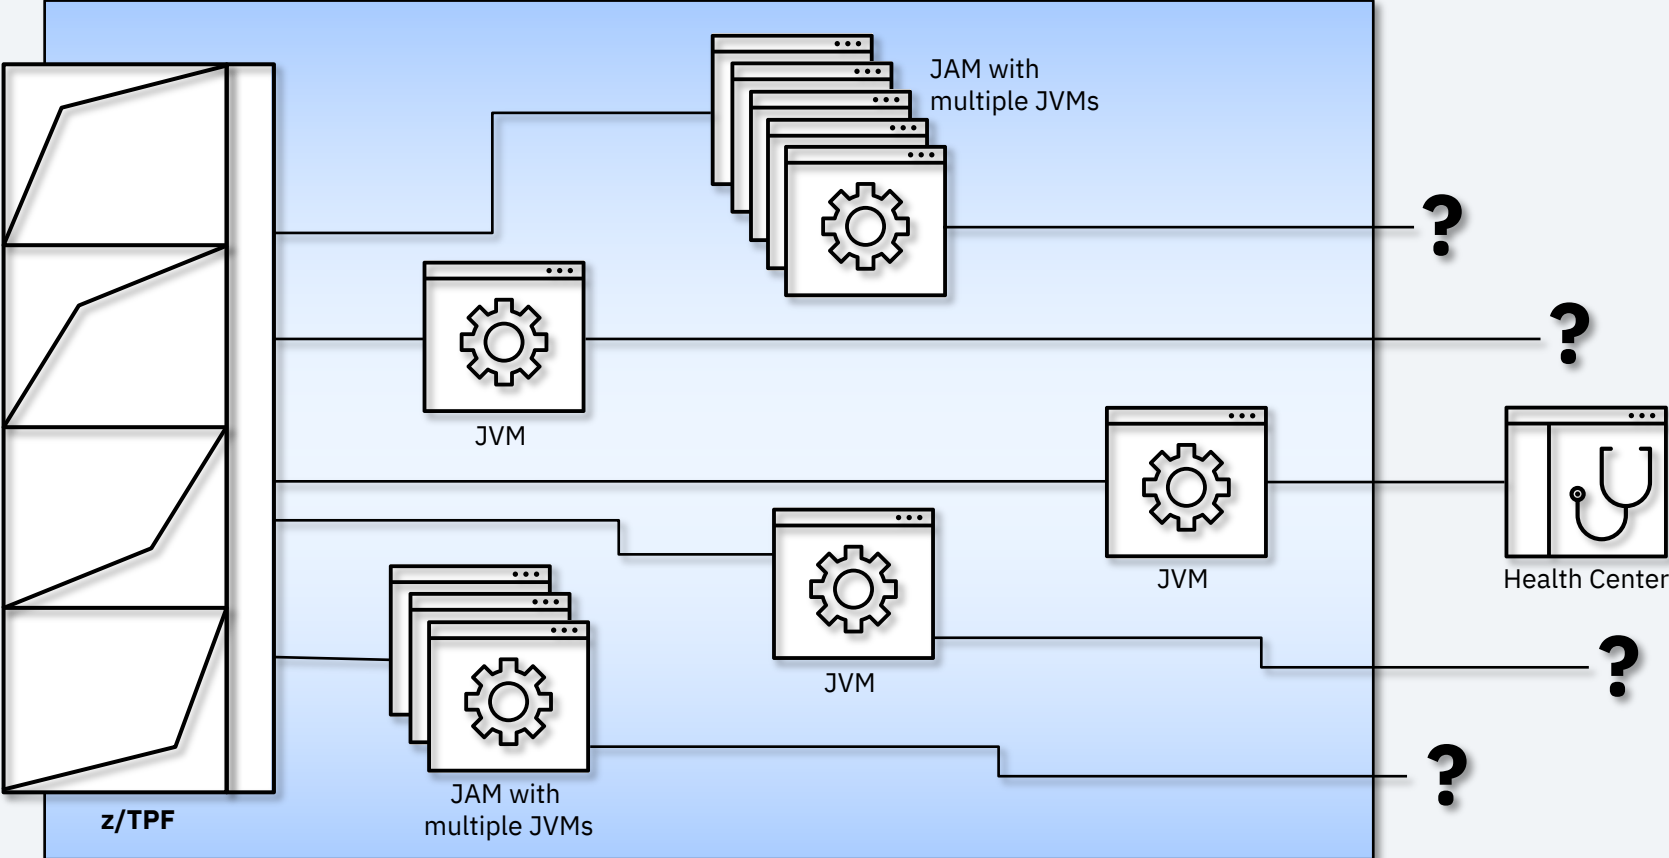 JAM with
multiple JVMs
?
?
JVM
JVM
Health Center
?
JVM
?
JAM with
multiple JVMs
z/TPF